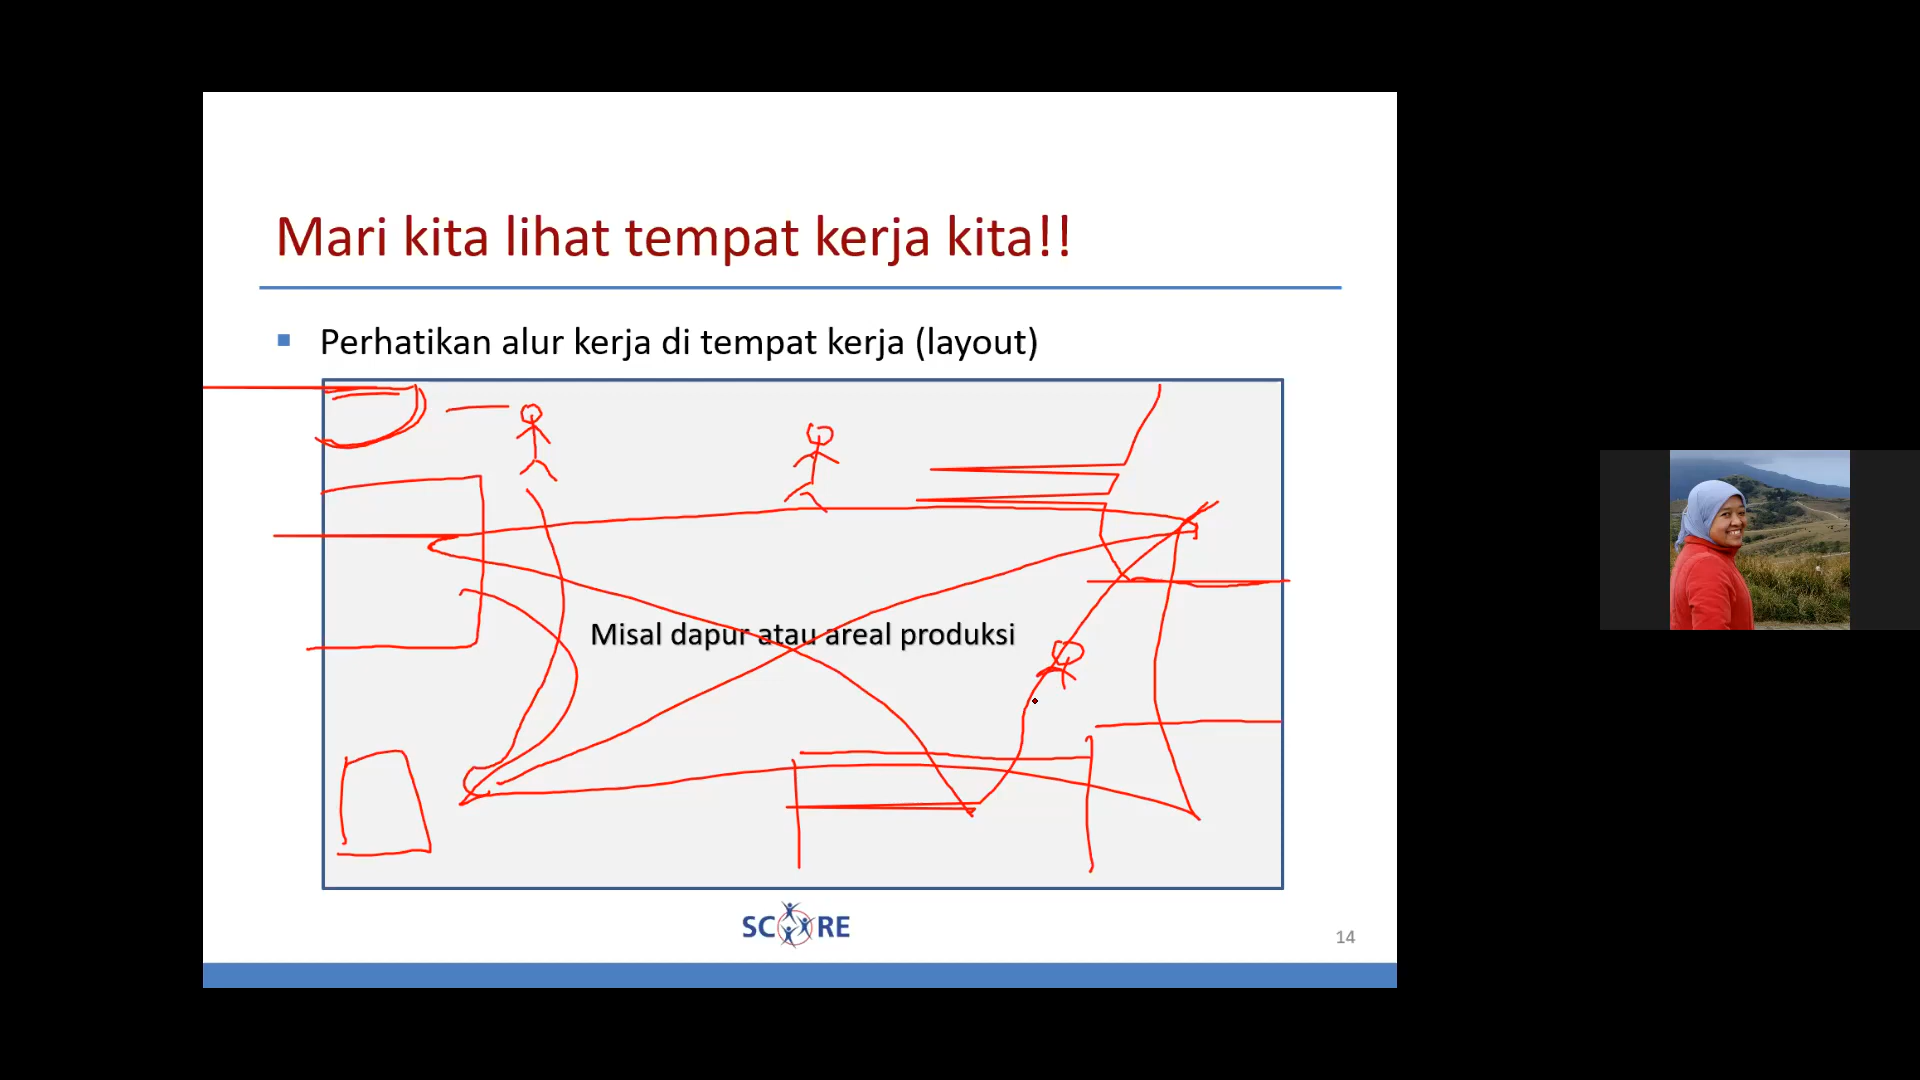 Mari kita lihat tempat kerja kita!!
Perhatikan alur kerja di tempat kerja (layout)
Misal dapur atau areal produksi
SCORE
14